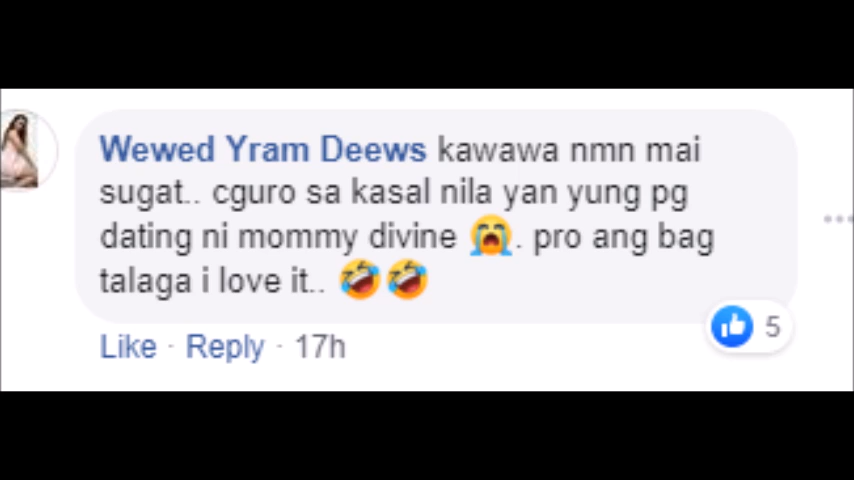 Wewed Yram Deews kawawa nmn mai
sugat.. cguro sa kasal nila yan yung pg
dating ni mommy divine 😭. pro ang bag
talaga i love it.. 🤣🤣
Like · Reply · 17h
5